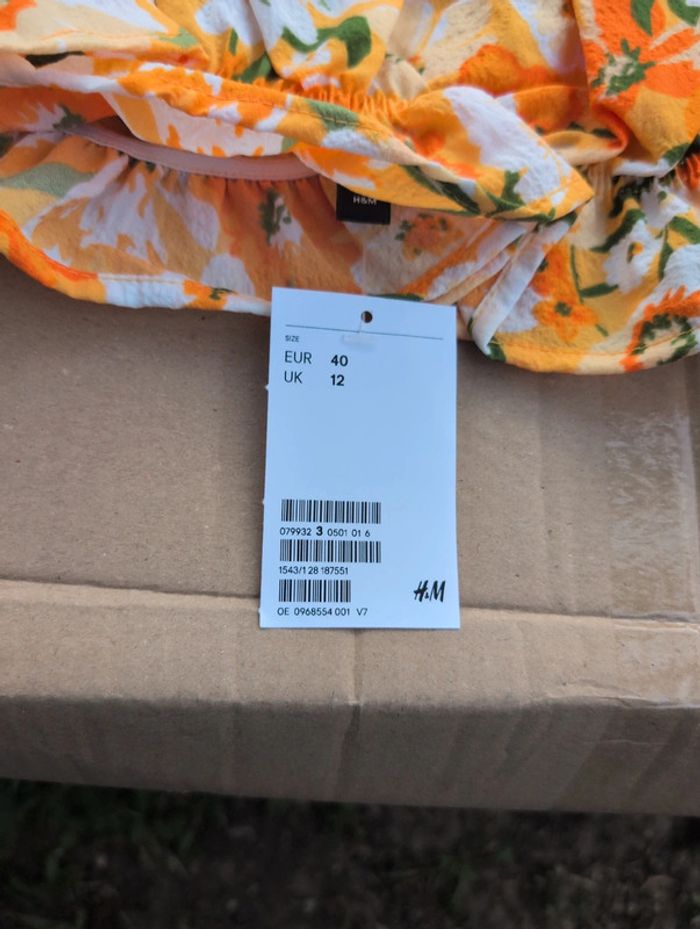 H&M
SIZE
EUR 40
UK 12
079932 3 0501 01 6
1543/1 28 187551
H&M
OE 0968554 001 V7